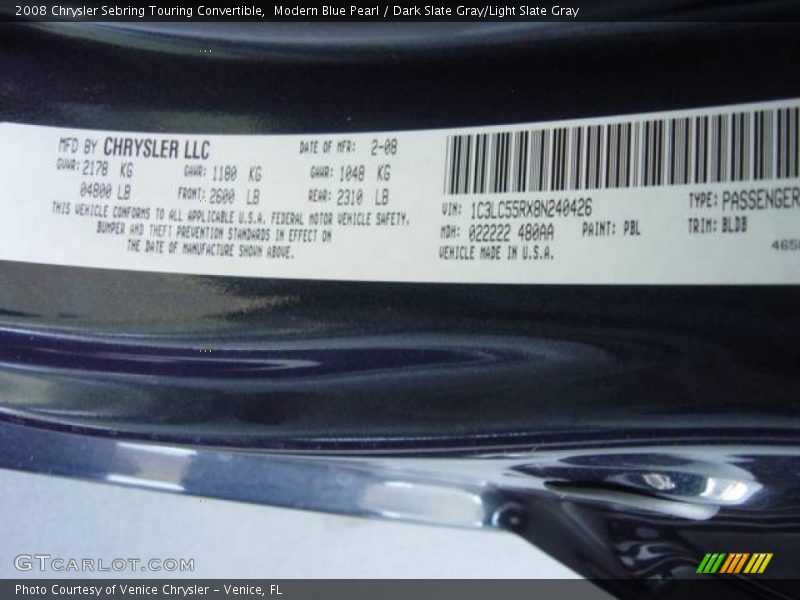 2008 Chrysler Sebring Touring Convertible,  Modern Blue Pearl / Dark Slate Gray/Light Slate Gray
MFD BY CHRYSLER LLC DATE OF MFR: 2-08
GVWR: 2178 KG GAWR: 1180 KG GAWR: 1048 KG
04800 LB FRONT: 2600 LB REAR: 2310 LB
THIS VEHICLE CONFORMS TO ALL APPLICABLE U.S.A. FEDERAL MOTOR VEHICLE SAFETY,
BUMPER AND THEFT PREVENTION STANDARDS IN EFFECT ON
THE DATE OF MANUFACTURE SHOWN ABOVE.
VIN: 1C3LC55RX8N240426 TYPE: PASSENGER
MDH: 022222 480AA PAINT: PBL TRIM: BLDB
VEHICLE MADE IN U.S.A.
GTCARLOT.COM
Photo Courtesy of Venice Chrysler - Venice, FL